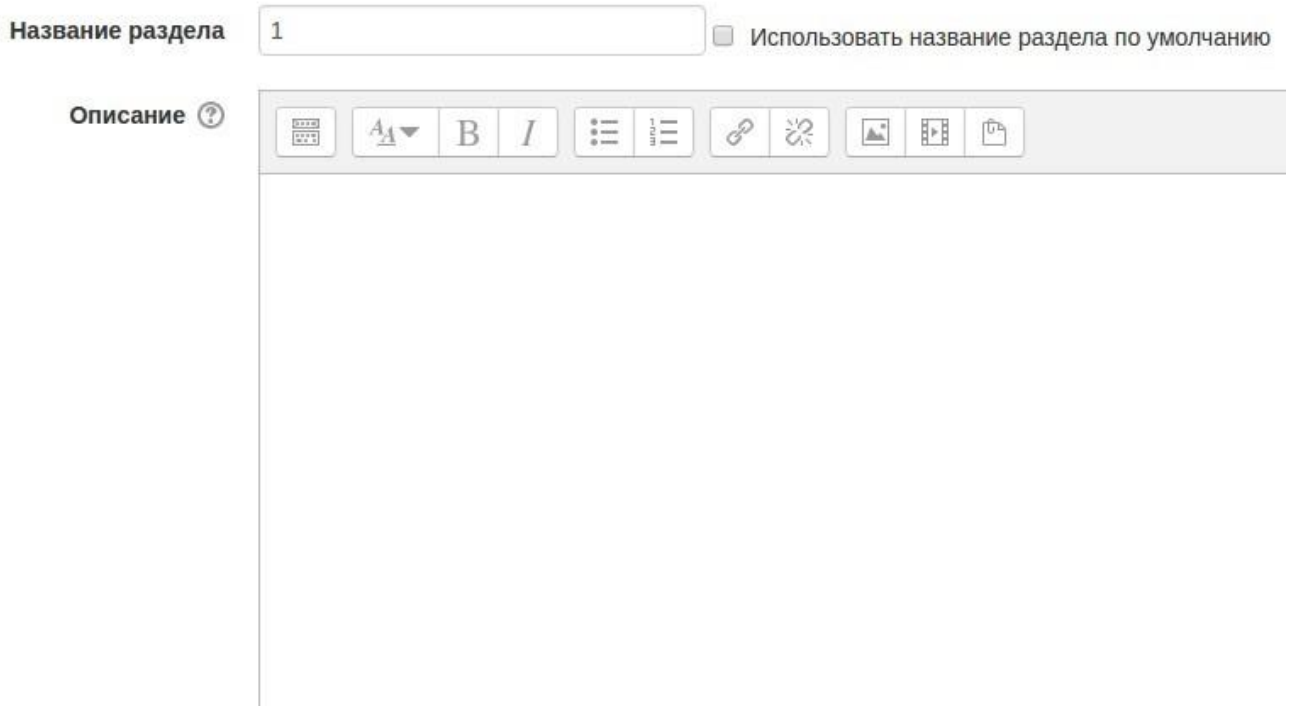 Название раздела 1 Использовать название раздела по умолчанию
Описание ?
A A B I